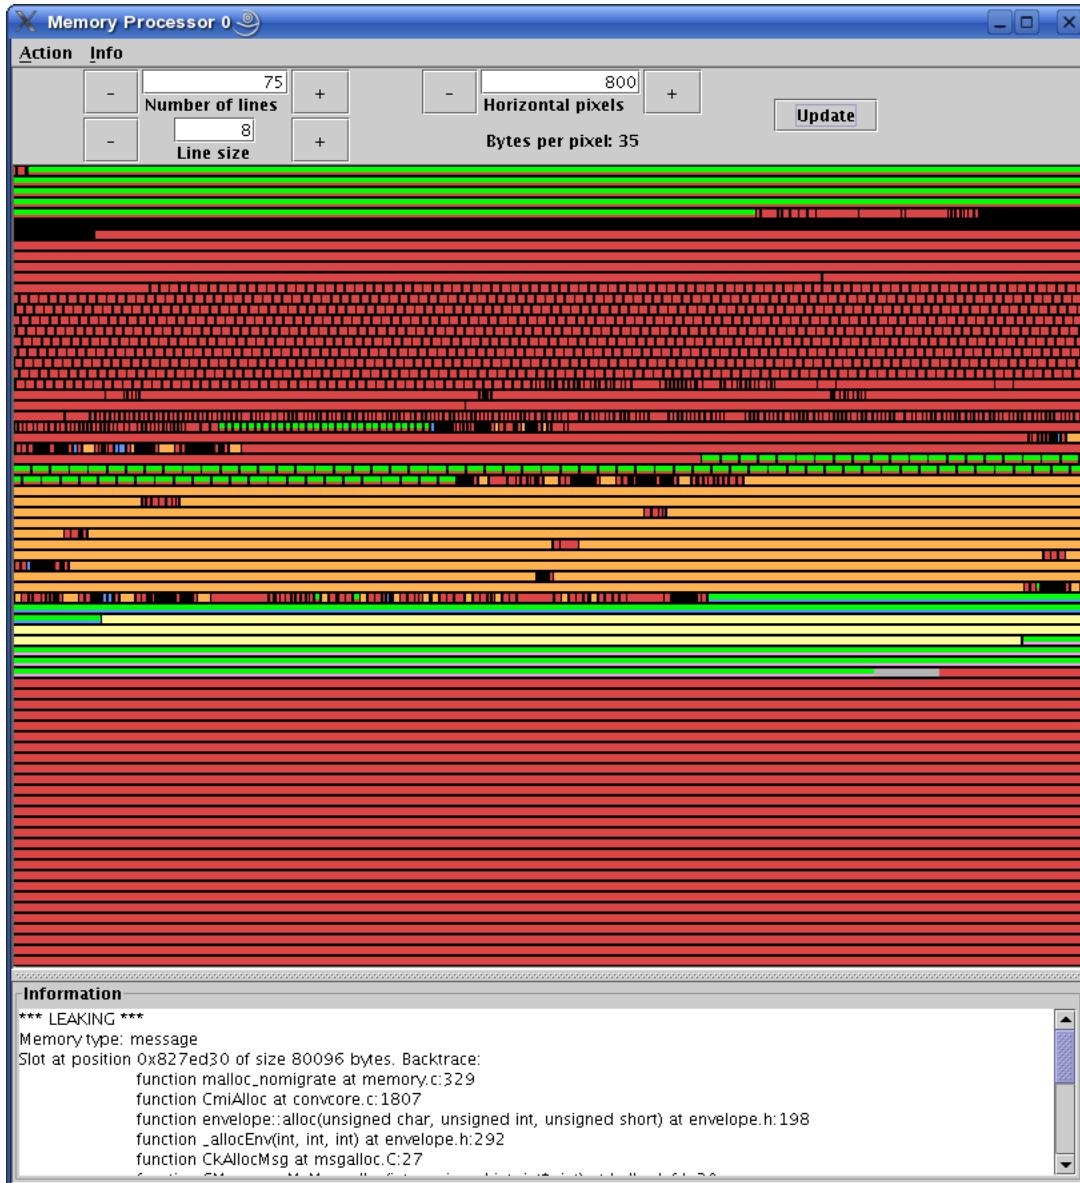 Memory Processor 0
Action Info
- 75 + - 800 +
Number of lines Horizontal pixels
Update
- 8 + Bytes per pixel: 35
Line size
Information
*** LEAKING ***
Memory type: message
Slot at position 0x827ed30 of size 80096 bytes. Backtrace:
function malloc_nomigrate at memory.c:329
function CmiAlloc at convcore.c:1807
function envelope::alloc(unsigned char, unsigned int, unsigned short) at envelope.h:198
function _allocEnv(int, int, int) at envelope.h:292
function CkAllocMsg at msgalloc.C:27